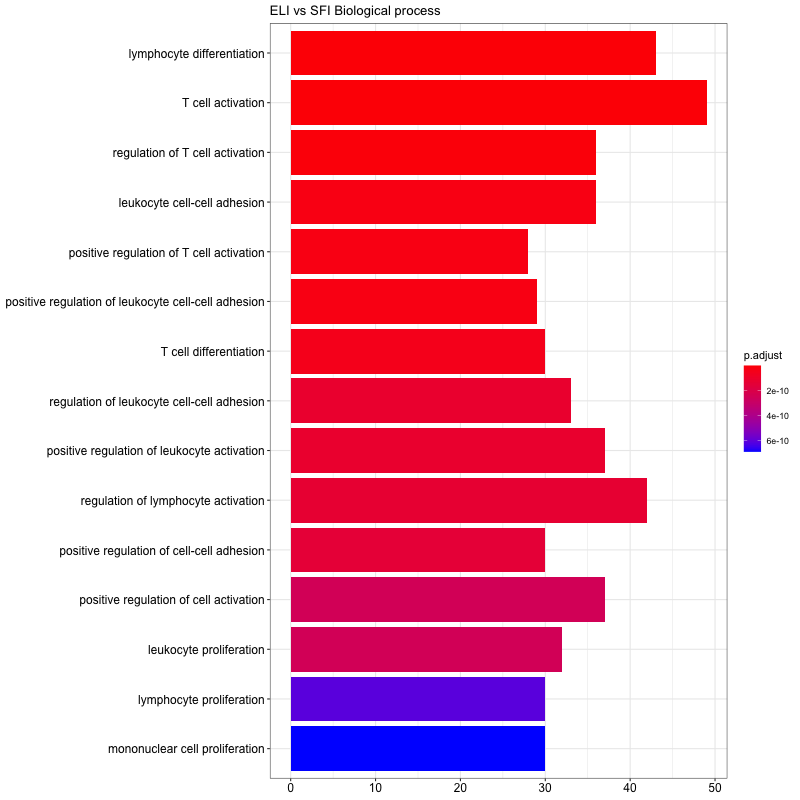 ELI vs SFI Biological process
lymphocyte differentiation
T cell activation
regulation of T cell activation
leukocyte cell-cell adhesion
positive regulation of T cell activation
positive regulation of leukocyte cell-cell adhesion
T cell differentiation
regulation of leukocyte cell-cell adhesion
positive regulation of leukocyte activation
regulation of lymphocyte activation
positive regulation of cell-cell adhesion
positive regulation of cell activation
leukocyte proliferation
lymphocyte proliferation
mononuclear cell proliferation
0 10 20 30 40 50
p.adjust
2e-10
4e-10
6e-10